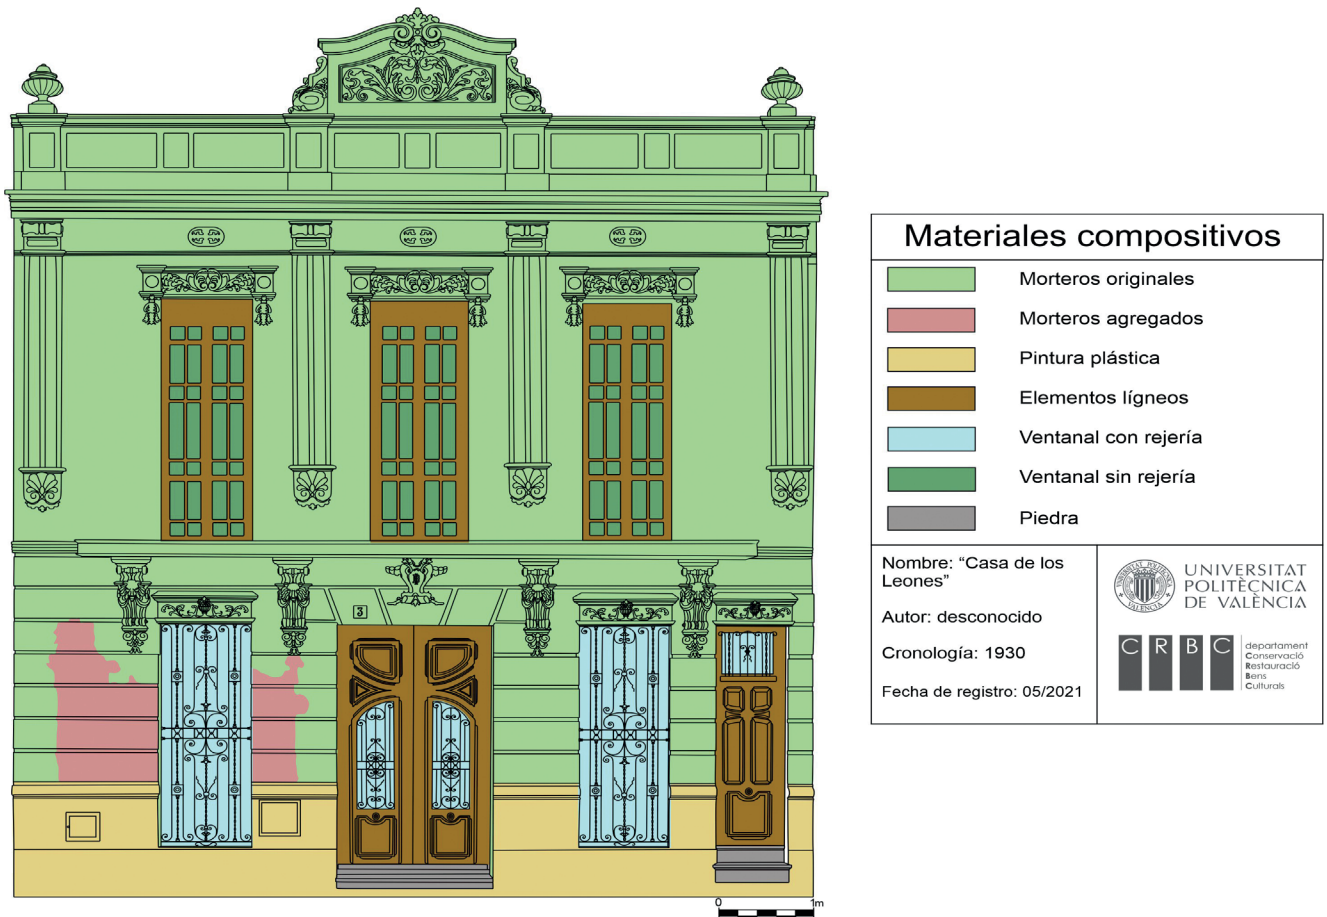 3
0 1m
Materiales compositivos
Morteros originales
Morteros agregados
Pintura plástica
Elementos lígneos
Ventanal con rejería
Ventanal sin rejería
Piedra
Nombre: “Casa de los
Leones”
Autor: desconocido
Cronología: 1930
Fecha de registro: 05/2021
UNIVERSITAT
POLITÈCNICA
DE VALÈNCIA
CRBC
departament
Conservació
Restauració
Bens
Culturals